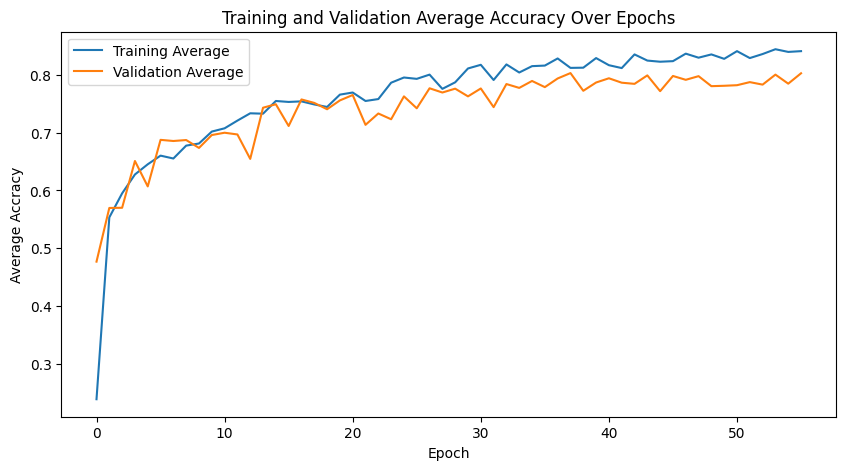 Training and Validation Average Accuracy Over Epochs
Training Average
Validation Average
Average Accracy
0.8
0.7
0.6
0.5
0.4
0.3
0 10 20 30 40 50
Epoch